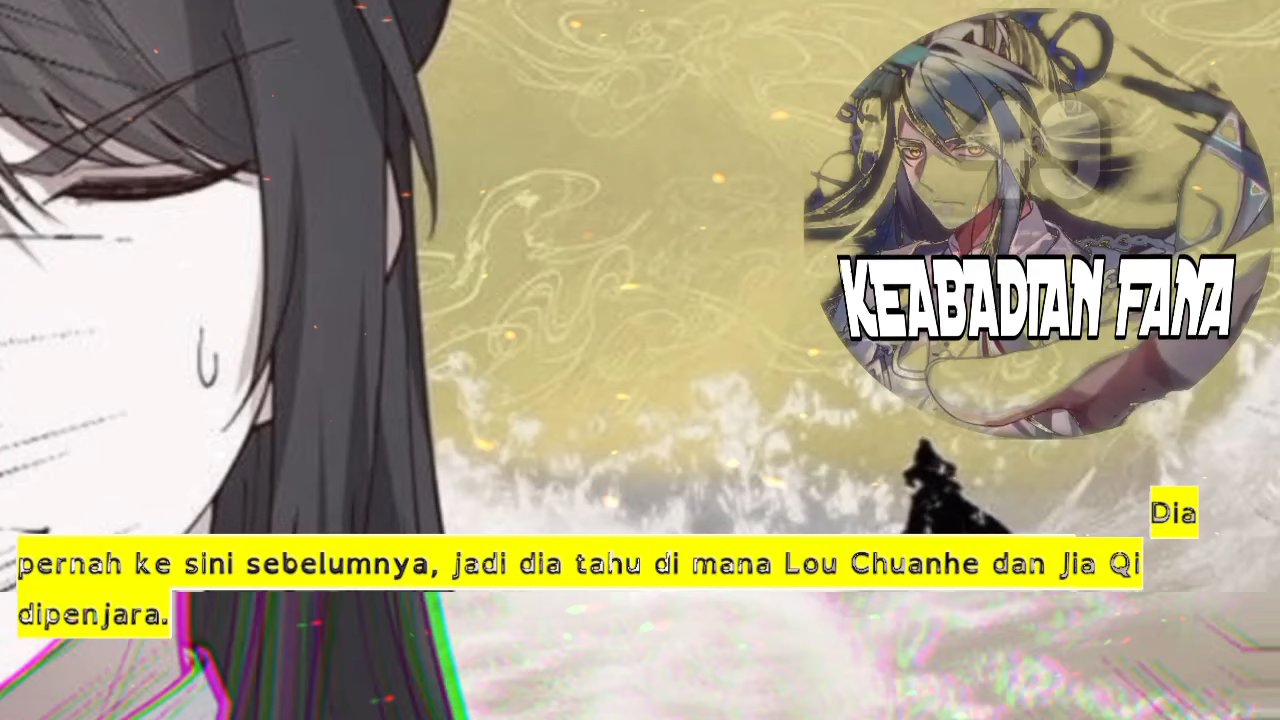 KEABADIAN FANA
Dia
pernah ke sini sebelumnya, jadi dia tahu di mana Lou Chuanhe dan Jia Qi
dipenjara.